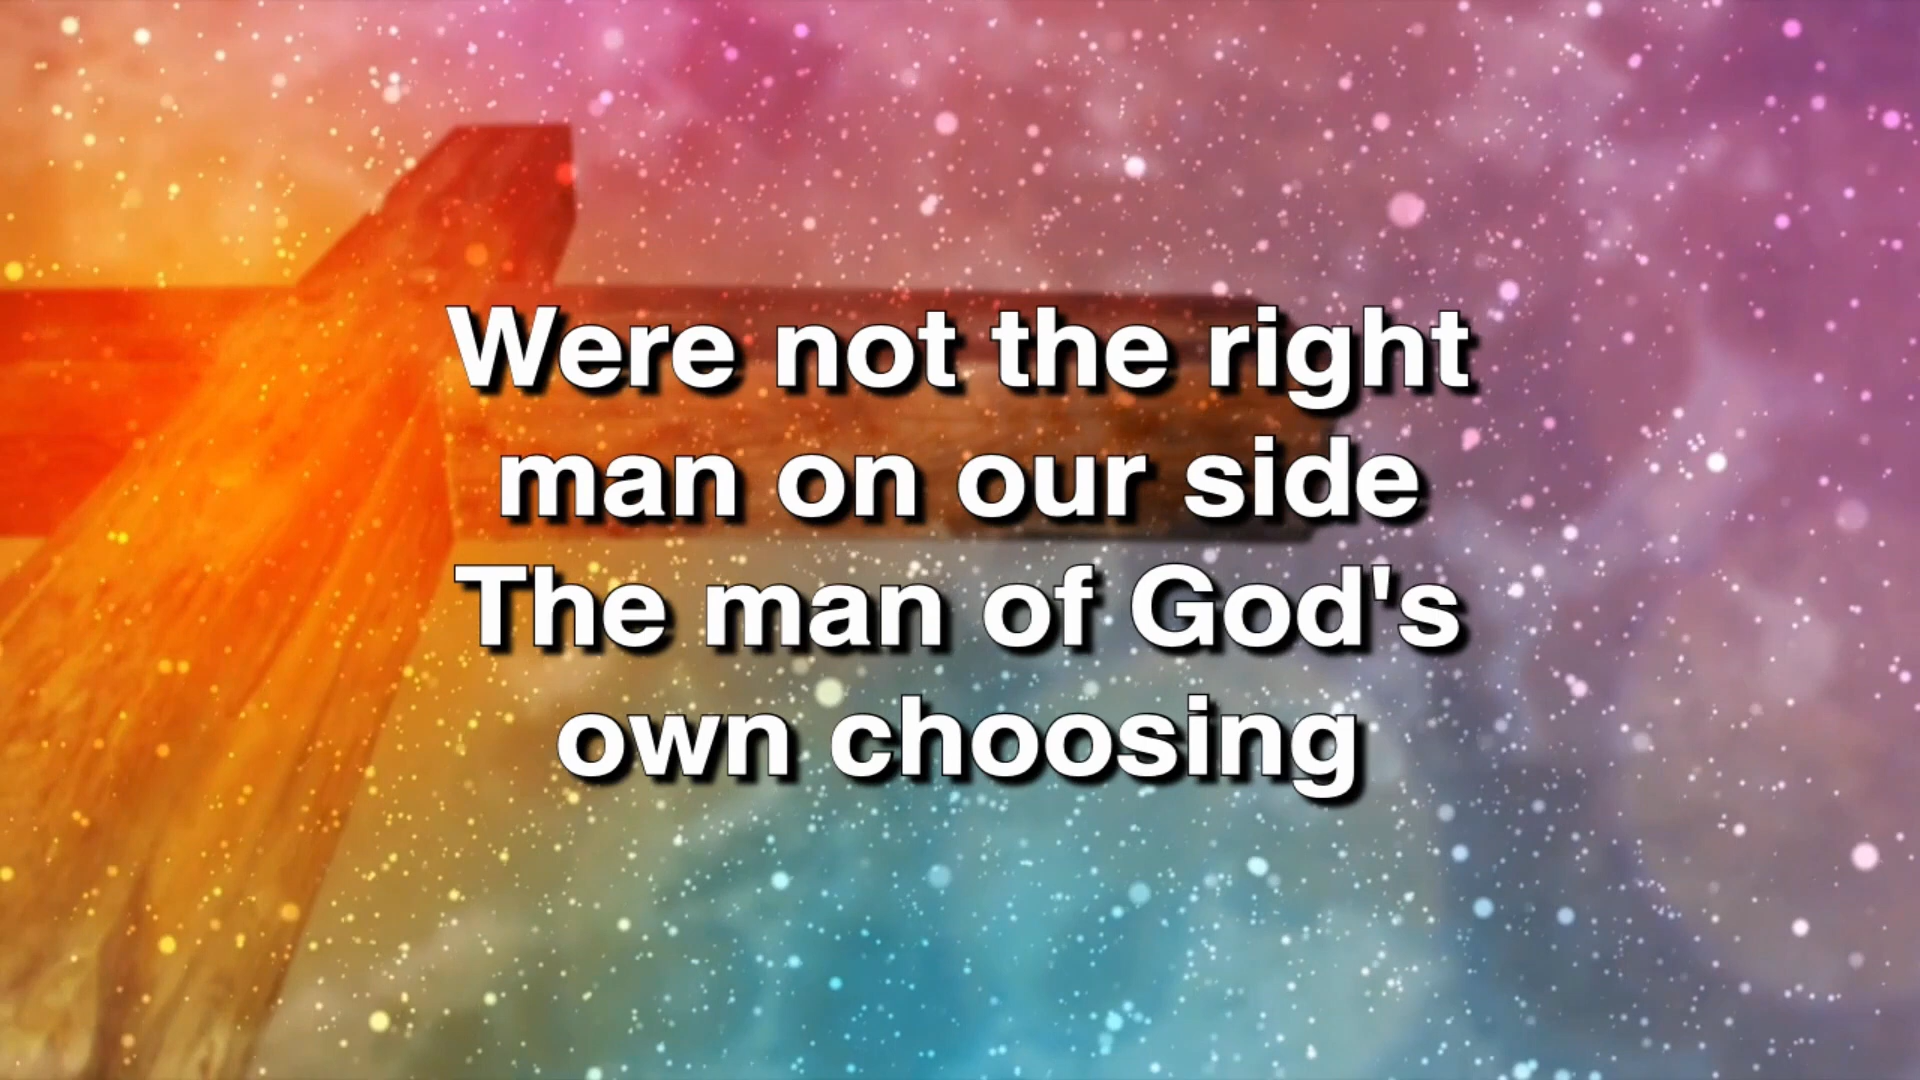 Were not the right
man on our side
The man of God's
own choosing